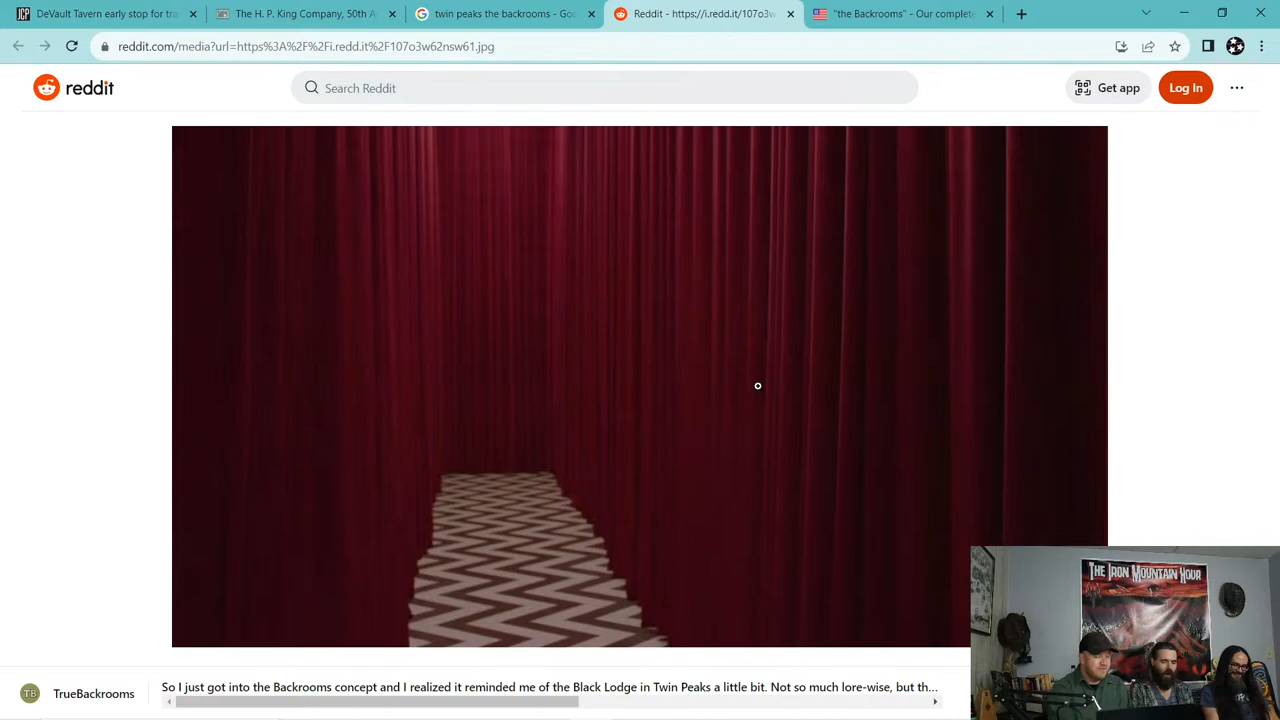 DeVault Tavern early stop for tra
The H. P. King Company, 50th A
twin peaks the backrooms - Goo
Reddit - https://i.redd.it/107o3w
"the Backrooms" - Our complete
reddit.com/media?url=https%3A%2F%2Fi.redd.it%2F107o3w62nsw61.jpg
reddit
Search Reddit
Get app
Log In
THE IRON MOUNTAIN HOUR
TB
TrueBackrooms
So I just got into the Backrooms concept and I realized it reminded me of the Black Lodge in Twin Peaks a little bit. Not so much lore-wise, but th...